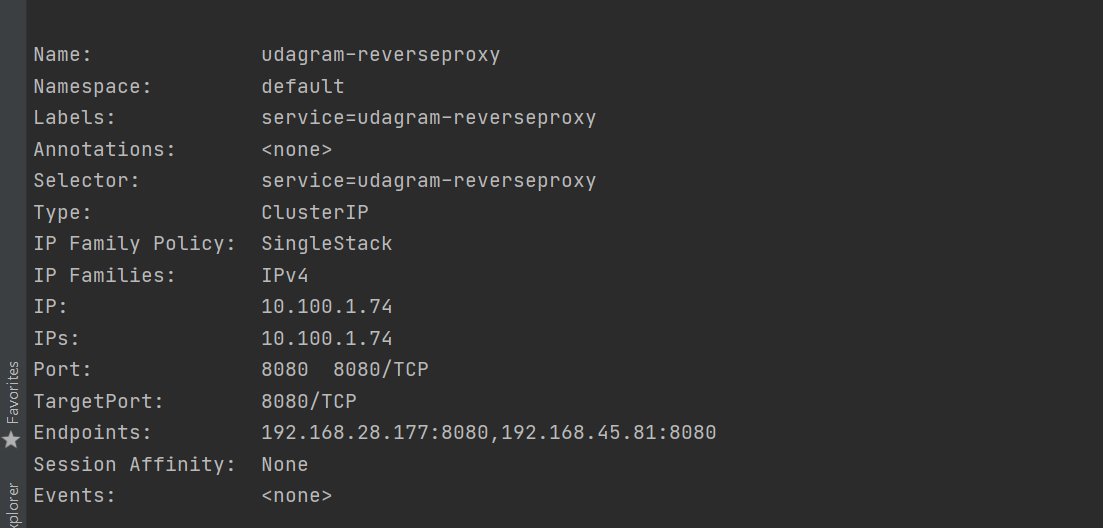 Name: udagram-reverseproxy
Namespace: default
Labels: service=udagram-reverseproxy
Annotations: <none>
Selector: service=udagram-reverseproxy
Type: ClusterIP
IP Family Policy: SingleStack
IP Families: IPv4
IP: 10.100.1.74
IPs: 10.100.1.74
Port: 8080 8080/TCP
TargetPort: 8080/TCP
Endpoints: 192.168.28.177:8080,192.168.45.81:8080
Session Affinity: None
Events: <none>
Favorites
xplorer